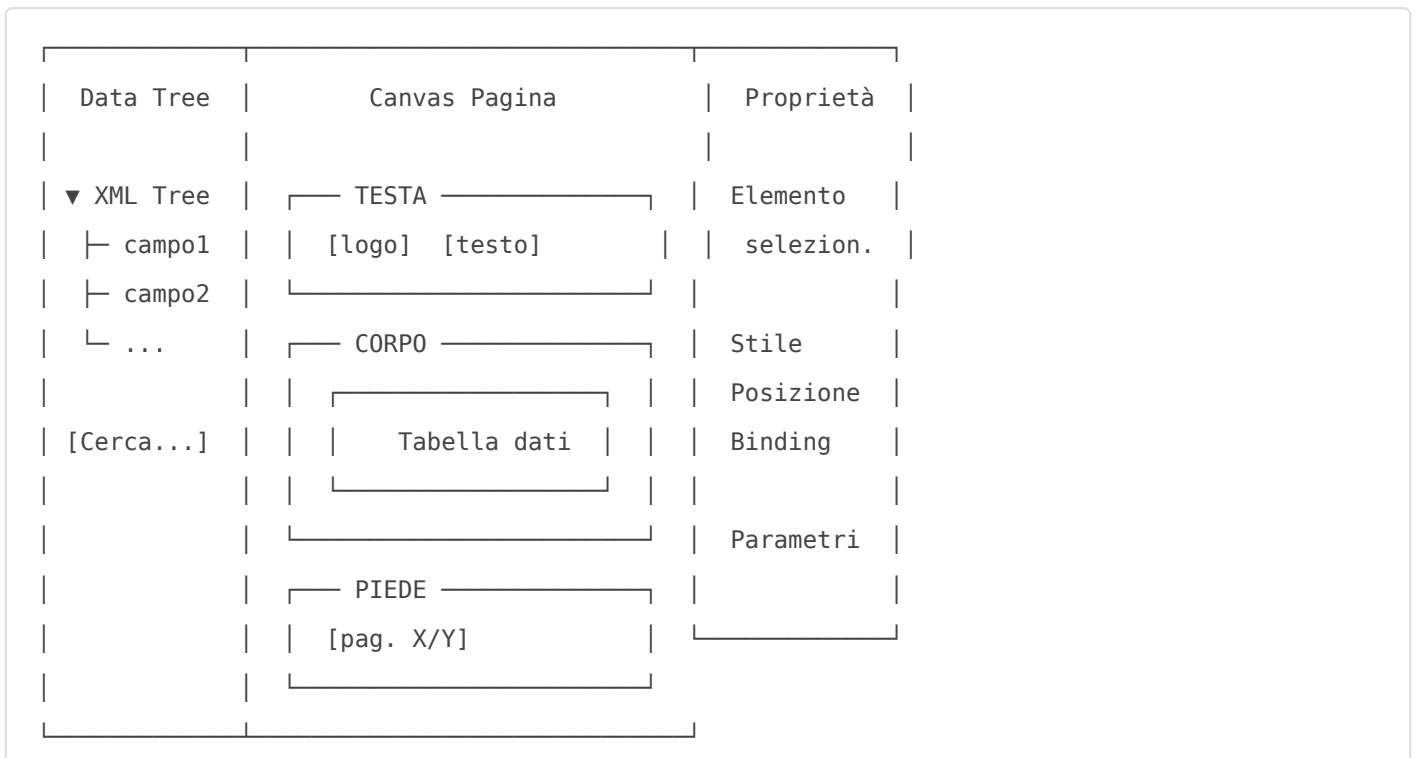 Data Tree Canvas Pagina Proprietà
▼ XML Tree TESTA Elemento
├─ campo1 [logo] [testo] selezion.
├─ campo2
└─ ... CORPO Stile
Posizione
[Cerca...] Tabella dati Binding
Parametri
PIEDE
[pag. X/Y]